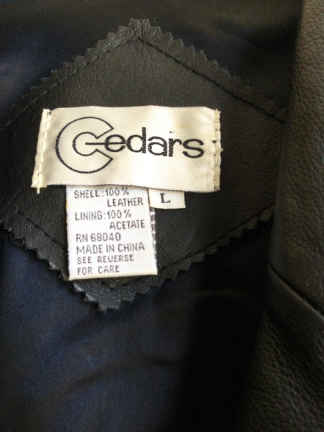 Cedars
L
SHELL:100%
LEATHER
LINING:100%
ACETATE
RN 68040
MADE IN CHINA
SEE REVERSE
FOR CARE